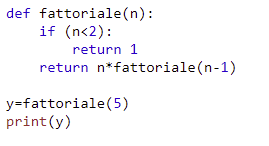 def fattoriale(n):
    if (n<2):
        return 1
    return n*fattoriale(n-1)

y=fattoriale(5)
print(y)